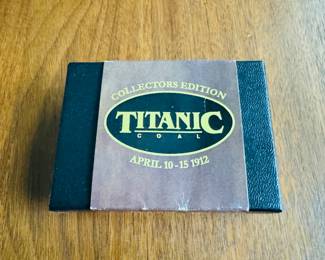 COLLECTORS EDITION
TITANIC
COAL
APRIL 10-15 1912